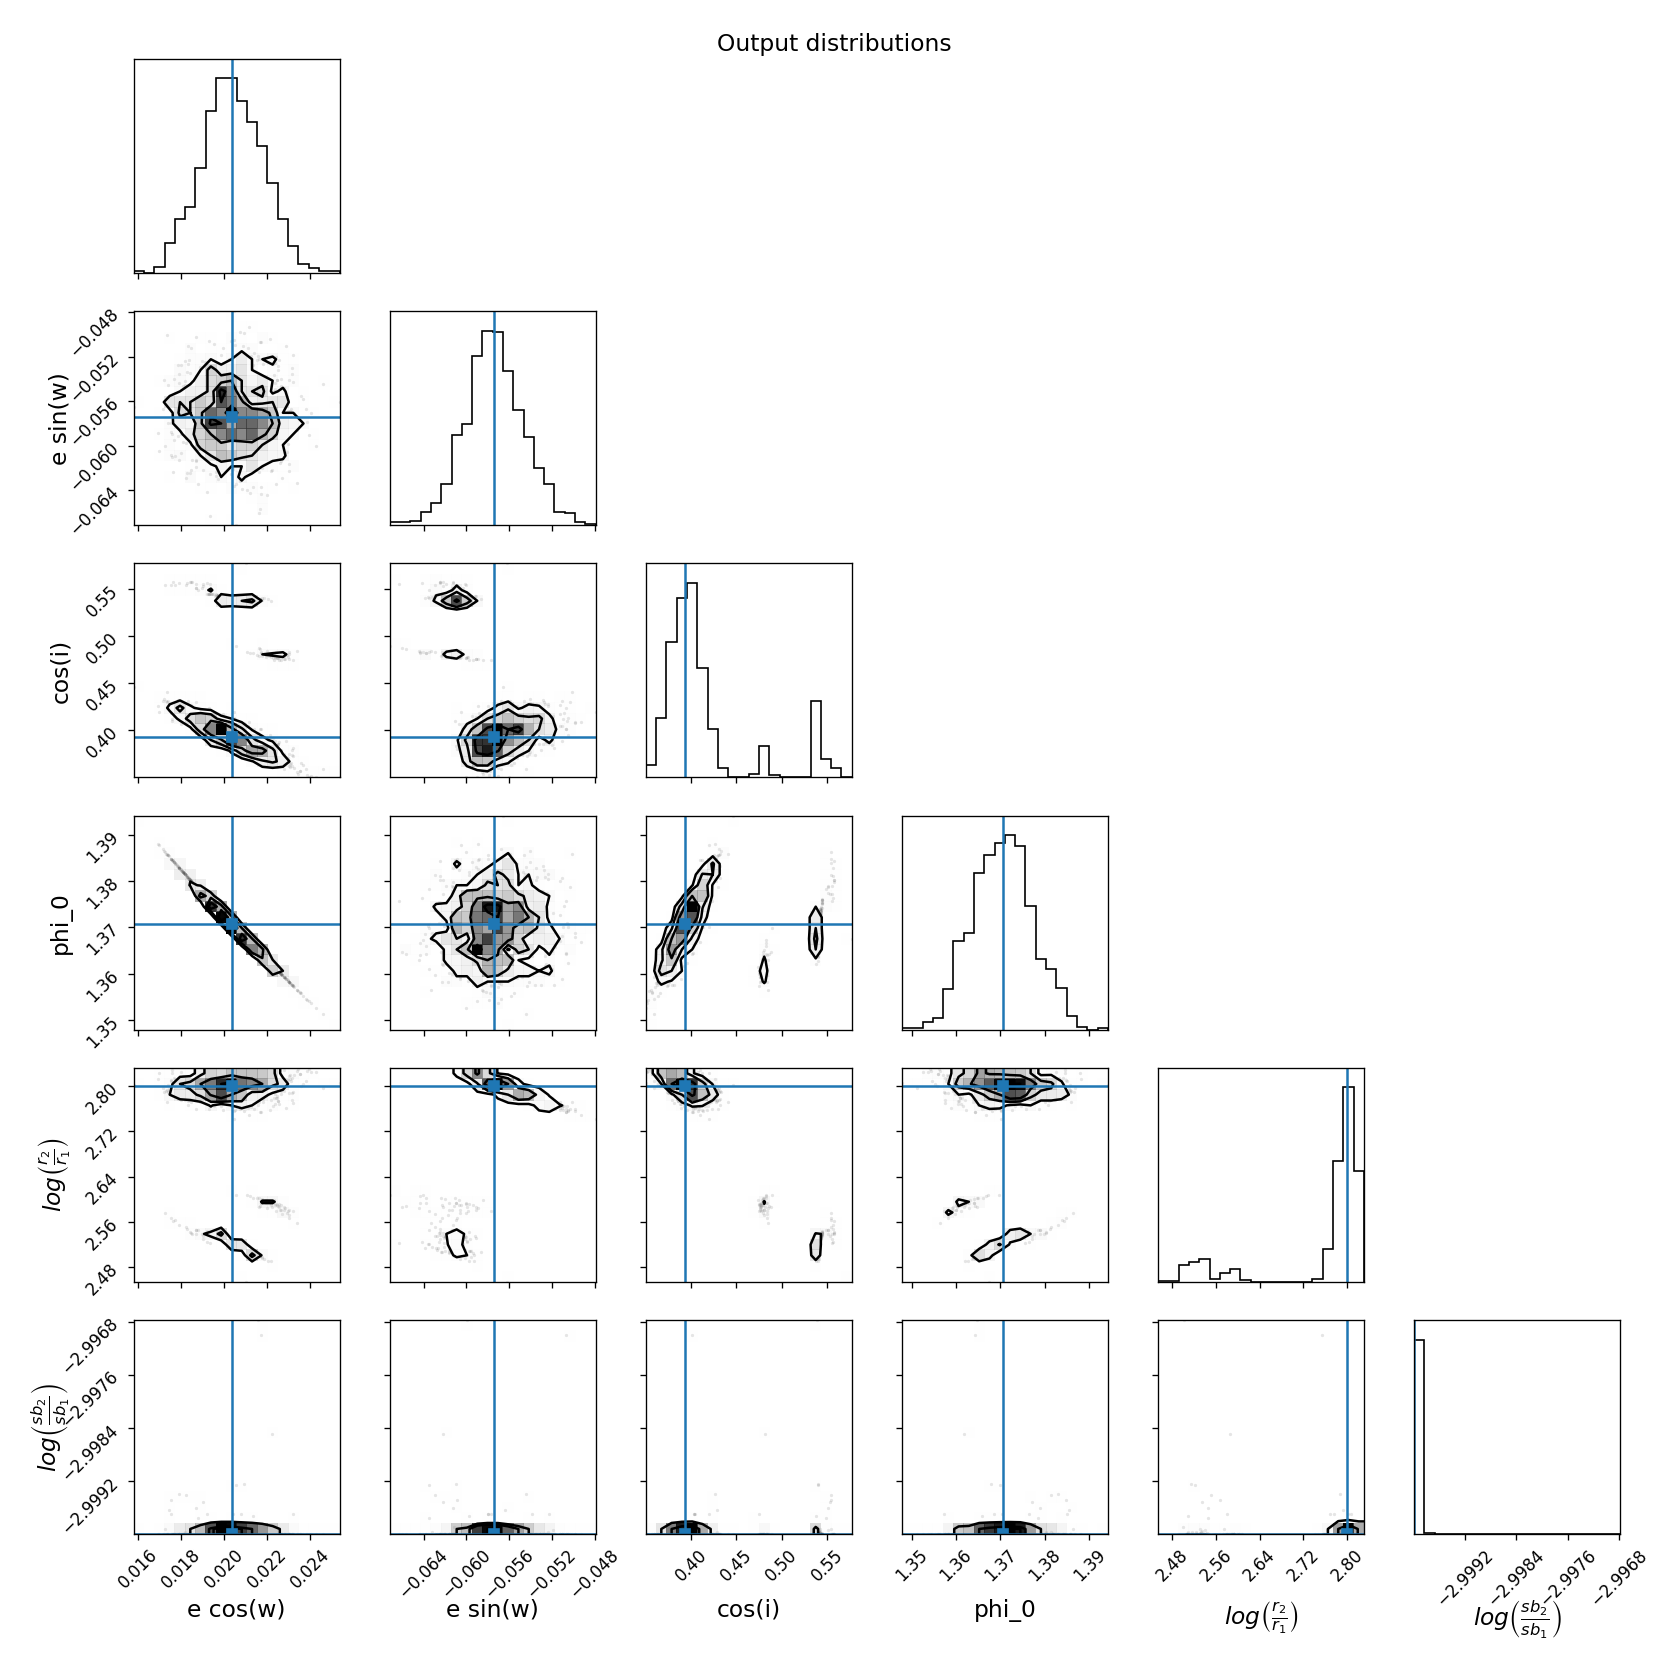 Output distributions
e sin(w)
−0.048
−0.052
−0.056
−0.060
−0.064
cos(i)
0.55
0.50
0.45
0.40
phi_0
1.39
1.38
1.37
1.36
1.35
log(r2/r1)
2.80
2.72
2.64
2.56
2.48
log(sb2/sb1)
−2.9968
−2.9976
−2.9984
−2.9992
0.016 0.018 0.020 0.022 0.024
−0.064 −0.060 −0.056 −0.052 −0.048
0.40 0.45 0.50 0.55
1.35 1.36 1.37 1.38 1.39
2.48 2.56 2.64 2.72 2.80
−2.9992 −2.9984 −2.9976 −2.9968
e cos(w)
e sin(w)
cos(i)
phi_0
log(r2/r1)
log(sb2/sb1)